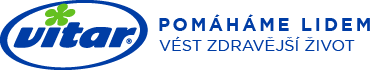 vitar®
POMÁHÁME LIDEM
VÉST ZDRAVĚJŠÍ ŽIVOT